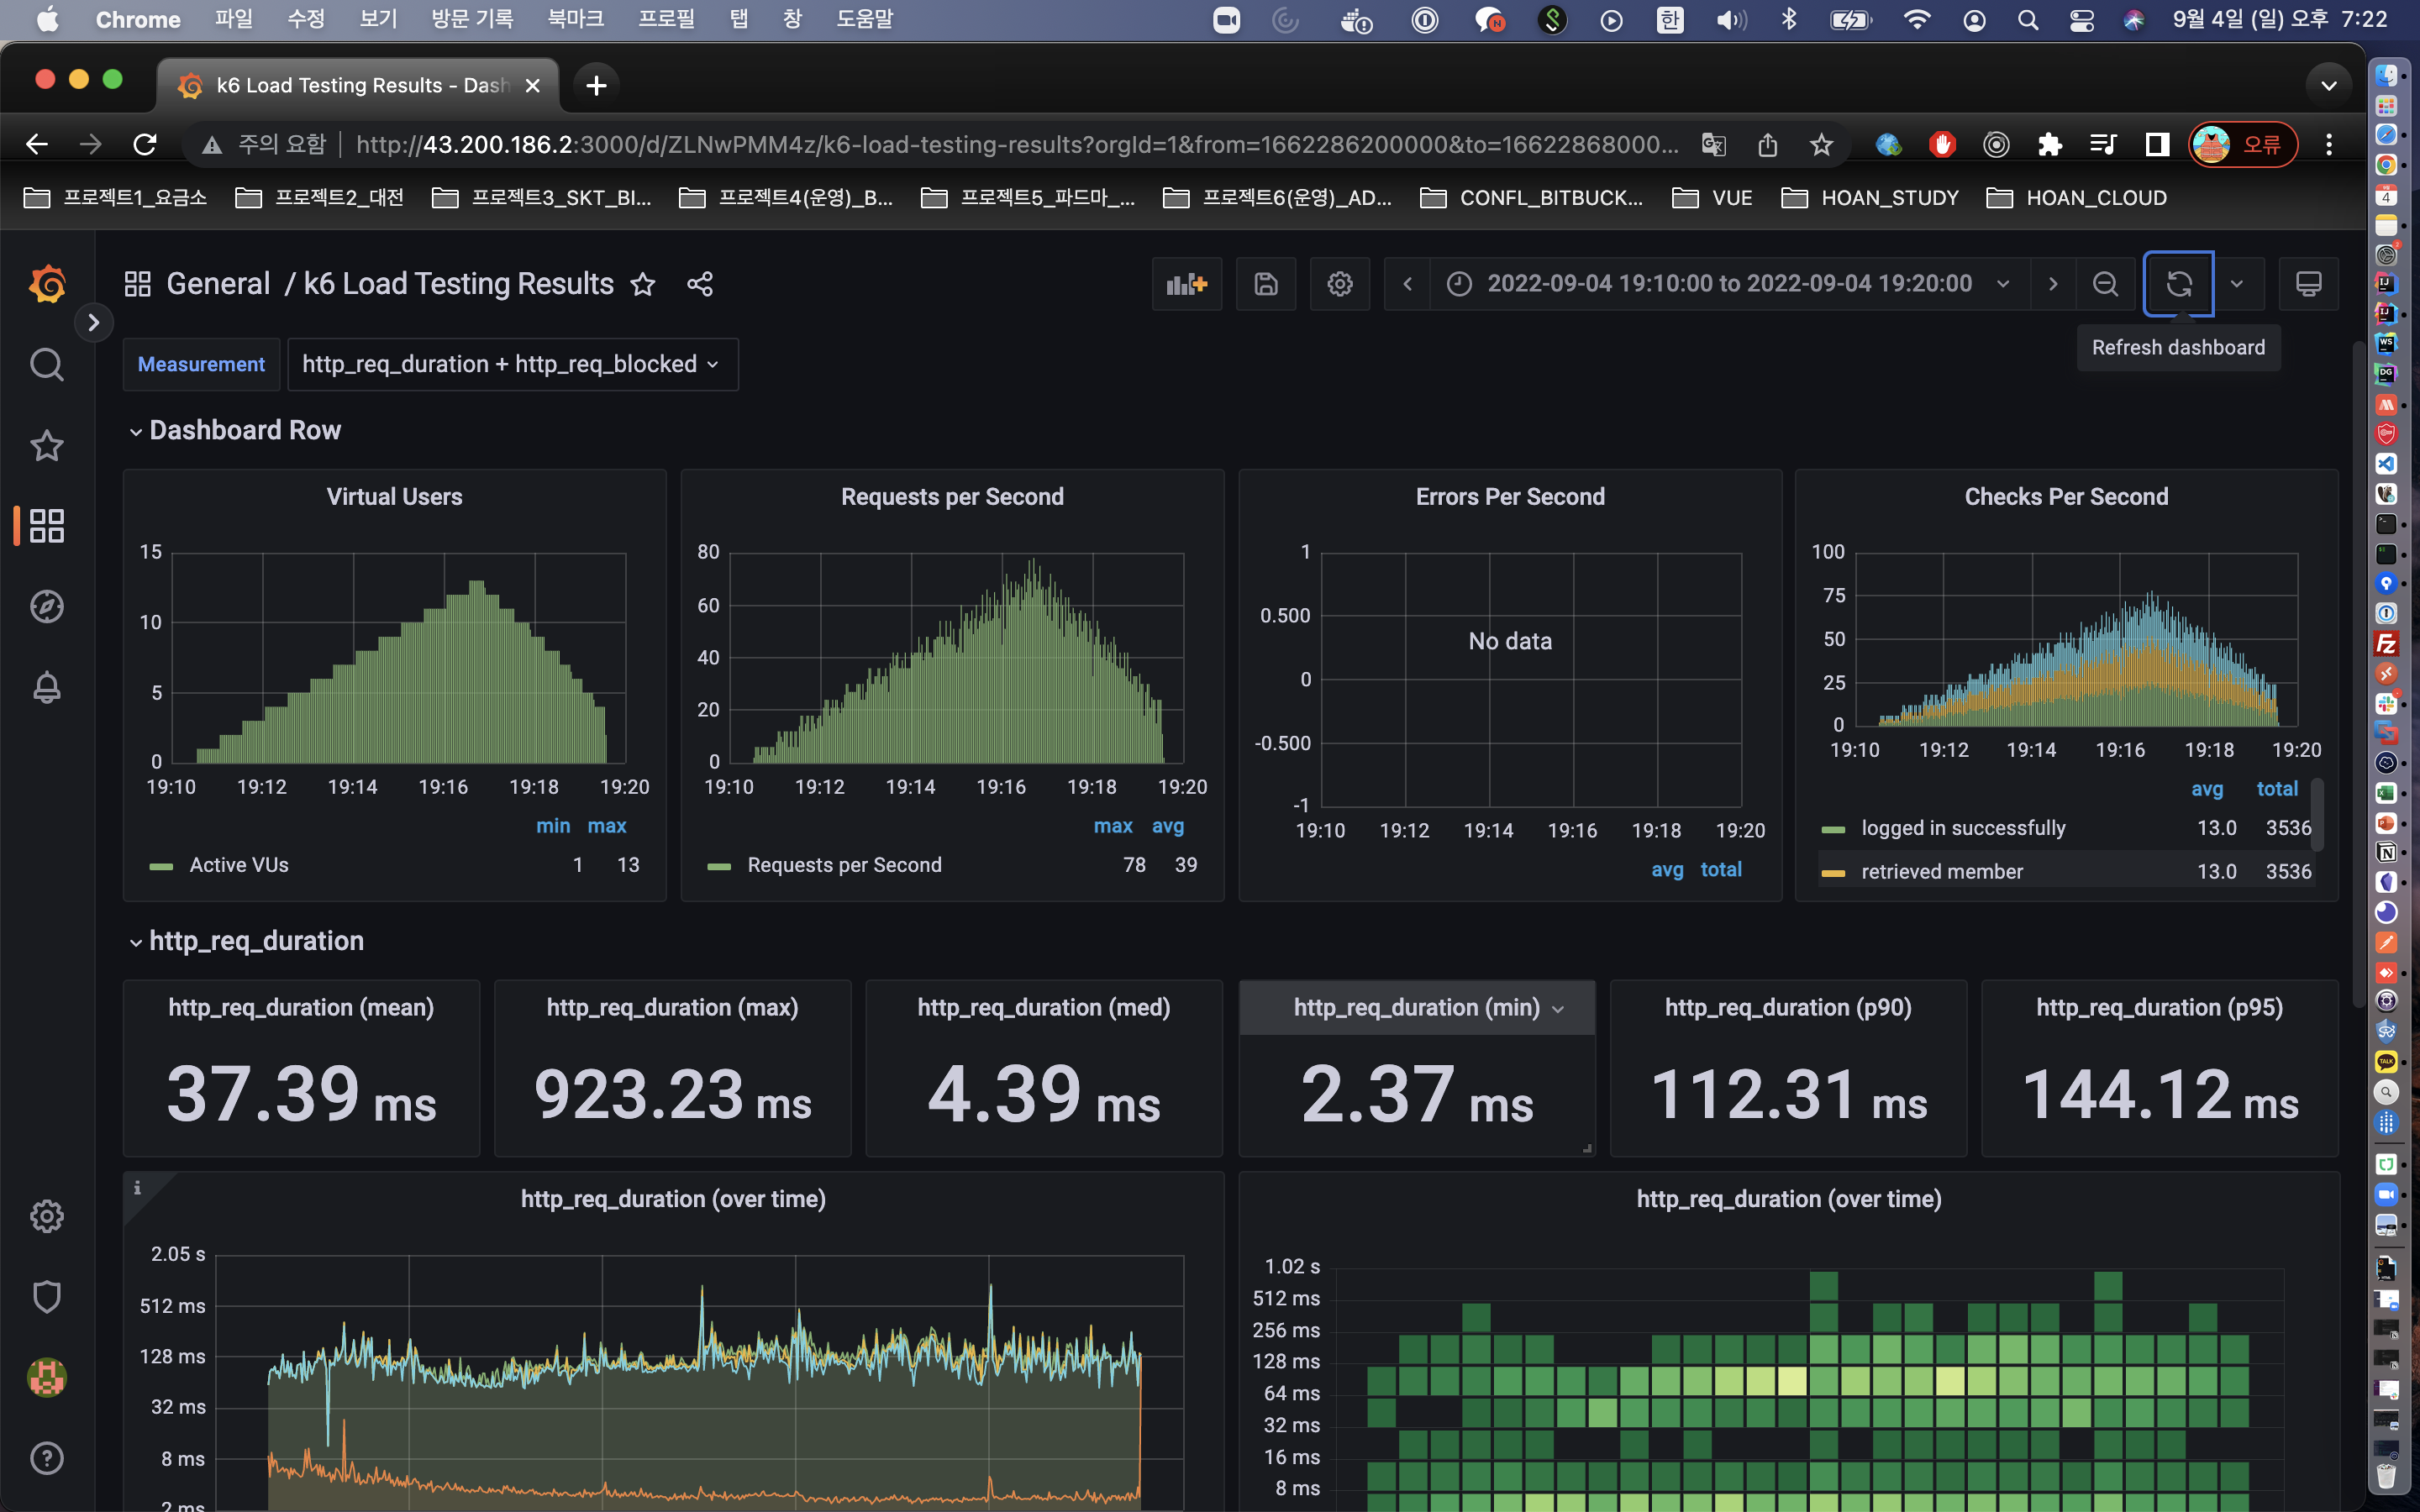 Chrome 파일 수정 보기 방문 기록 북마크 프로필 탭 창 도움말 한 9월 4일 (일) 오후 7:22
k6 Load Testing Results - Dash
주의 요함 http://43.200.186.2:3000/d/ZLNwPMM4z/k6-load-testing-results?orgId=1&from=1662286200000&to=16622868000... 오류
프로젝트1_요금소 프로젝트2_대전 프로젝트3_SKT_BI... 프로젝트4(운영)_B... 프로젝트5_파드마_... 프로젝트6(운영)_AD... CONFL_BITBUCK... VUE HOAN_STUDY HOAN_CLOUD
General / k6 Load Testing Results 2022-09-04 19:10:00 to 2022-09-04 19:20:00
Refresh dashboard
Measurement http_req_duration + http_req_blocked
Dashboard Row
Virtual Users
15
10
5
0
19:10 19:12 19:14 19:16 19:18 19:20
min max
Active VUs 1 13
Requests per Second
80
60
40
20
0
19:10 19:12 19:14 19:16 19:18 19:20
max avg
Requests per Second 78 39
Errors Per Second
1
0.500
0
-0.500
-1
No data
19:10 19:12 19:14 19:16 19:18 19:20
avg total
Checks Per Second
100
75
50
25
0
19:10 19:12 19:14 19:16 19:18 19:20
avg total
logged in successfully 13.0 3536
retrieved member 13.0 3536
http_req_duration
http_req_duration (mean)
37.39 ms
http_req_duration (max)
923.23 ms
http_req_duration (med)
4.39 ms
http_req_duration (min)
2.37 ms
http_req_duration (p90)
112.31 ms
http_req_duration (p95)
144.12 ms
http_req_duration (over time)
2.05 s
512 ms
128 ms
32 ms
8 ms
2 ms
http_req_duration (over time)
1.02 s
512 ms
256 ms
128 ms
64 ms
32 ms
16 ms
8 ms